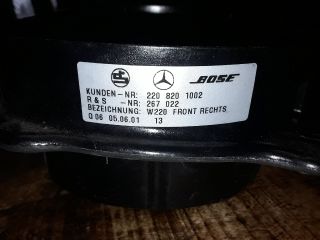 BOSE
KUNDEN-NR: 220 820 1002
R & S -NR: 267 022
BEZEICHNUNG: W220 FRONT RECHTS
Q 06 05.06.01 13